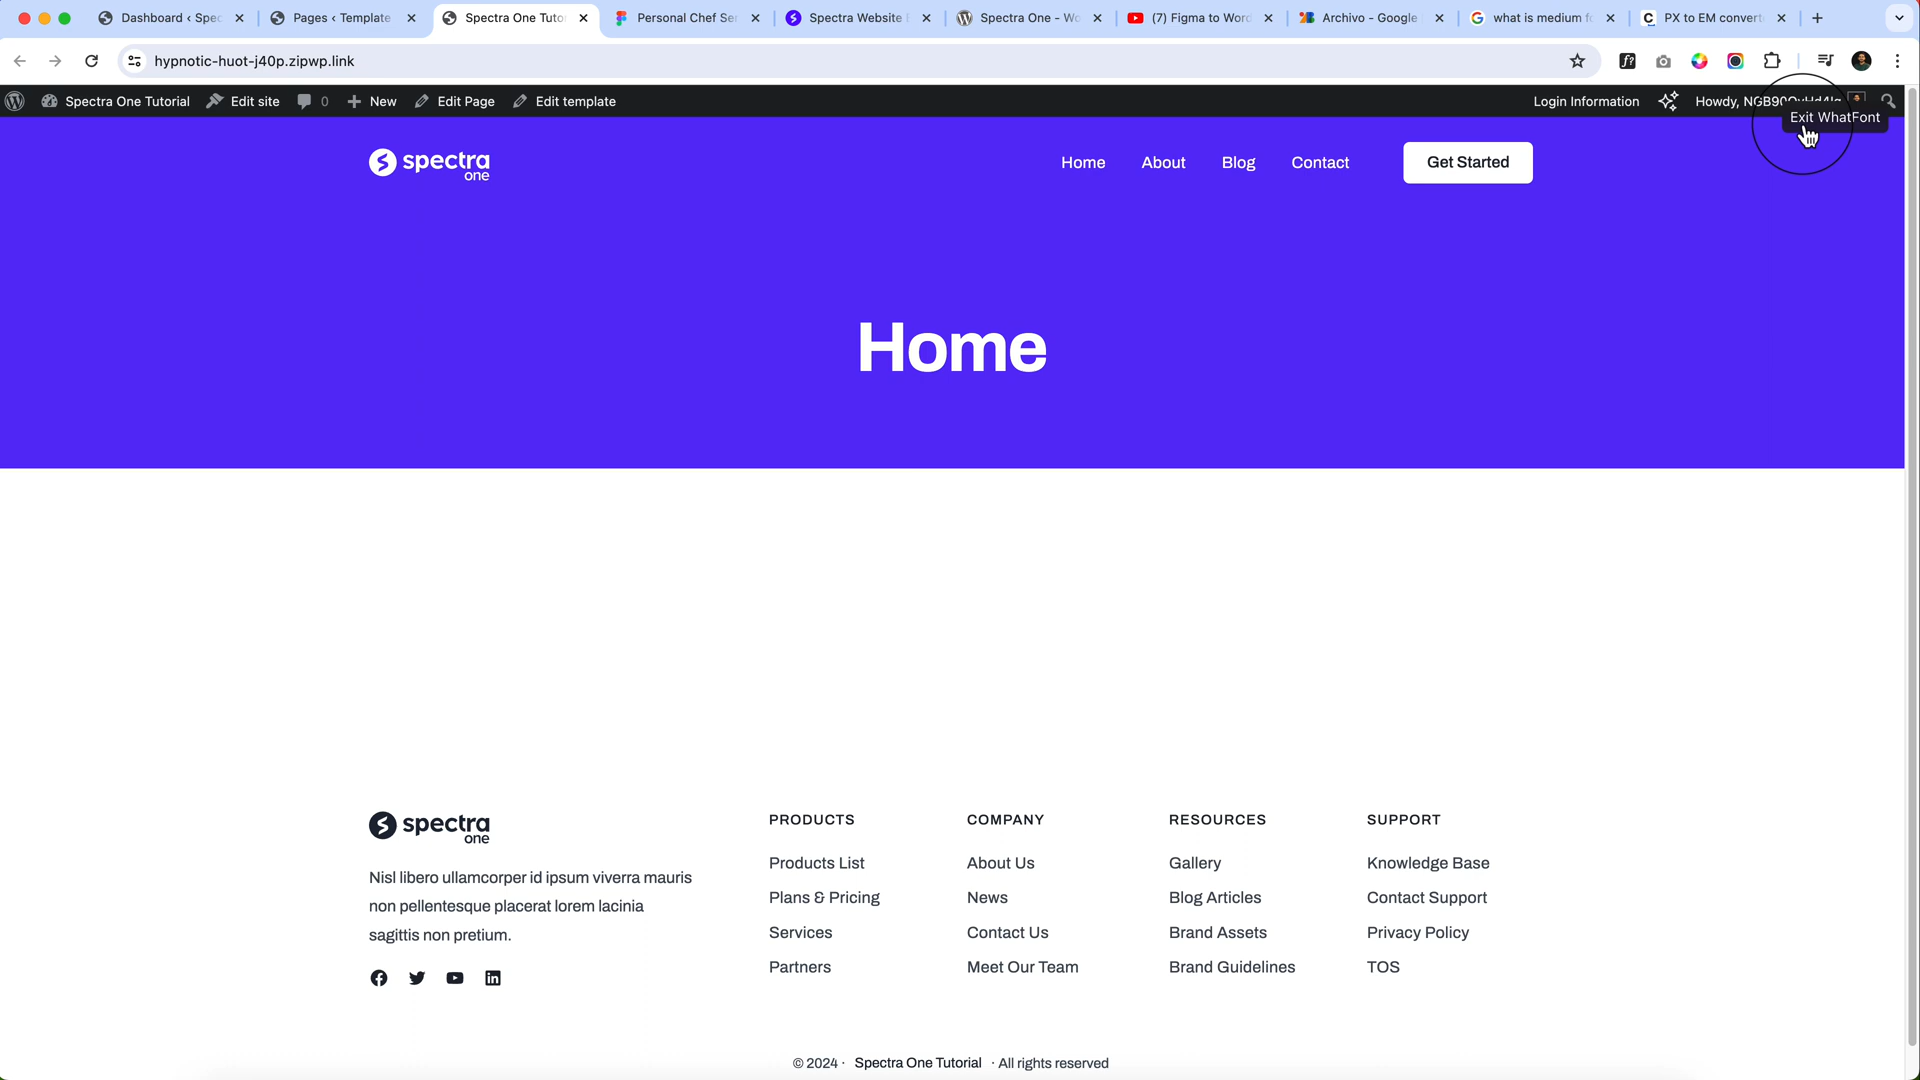 Dashboard ‹ Spec
Pages ‹ Template
Spectra One Tuto
Personal Chef Ser
Spectra Website
Spectra One – Wo
(7) Figma to Word
Archivo - Google
what is medium fo
PX to EM convert
hypnotic-huot-j40p.zipwp.link
Spectra One Tutorial
Edit site
0
New
Edit Page
Edit template
Login Information
Howdy,
Exit WhatFont
spectra
one
Home
About
Blog
Contact
Get Started
Home
spectra
one
Nisl libero ullamcorper id ipsum viverra mauris
non pellentesque placerat lorem lacinia
sagittis non pretium.
PRODUCTS
Products List
Plans & Pricing
Services
Partners
COMPANY
About Us
News
Contact Us
Meet Our Team
RESOURCES
Gallery
Blog Articles
Brand Assets
Brand Guidelines
SUPPORT
Knowledge Base
Contact Support
Privacy Policy
TOS
© 2024 · Spectra One Tutorial · All rights reserved